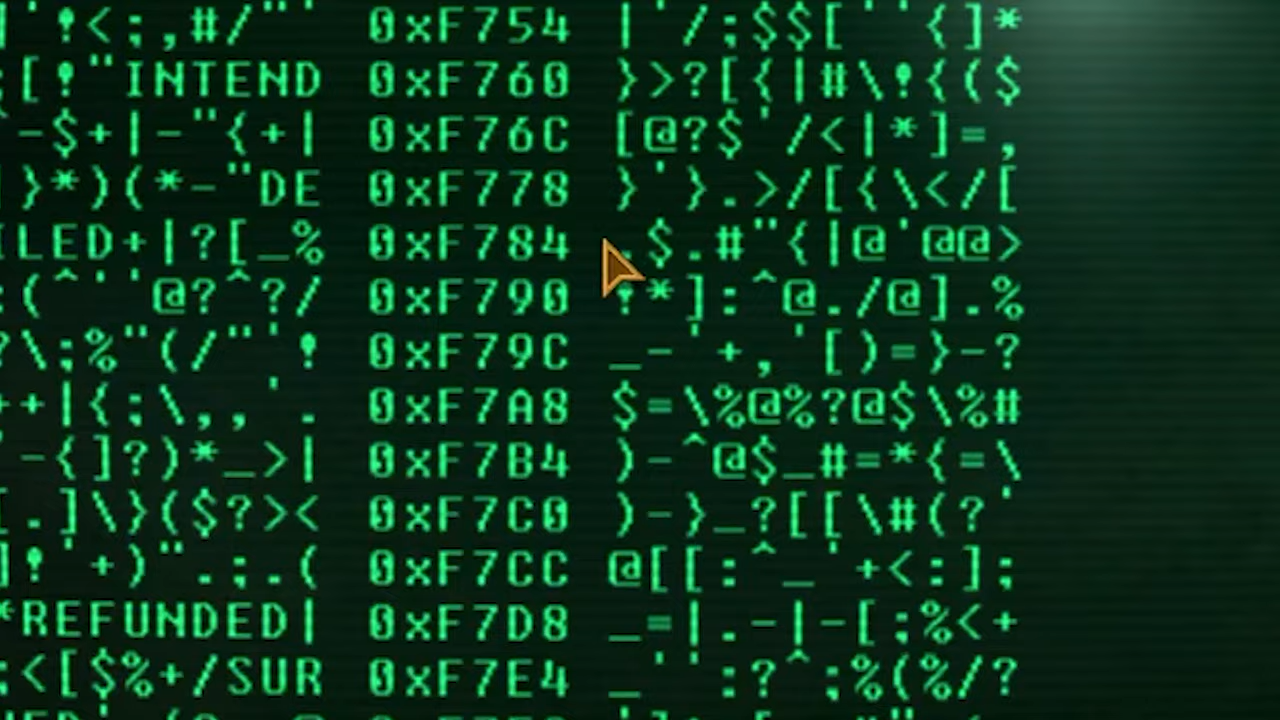 !<:,#/" 0xF754 |'/;$$['' {]*
[!"INTEND 0xF760 }>?[{|#\!{($
-$+|-"{+| 0xF76C [@?$'/<|*]=,
}*)(*-"DE 0xF778 }'}.>/[{\</[
LED+|?[_% 0xF784 .$.#"{|@'@@>
(^''@?^?/ 0xF790 !*]:^@./@].%
\;%"(/"'! 0xF79C _-'+,'[)=}-?
++|{;\,,'. 0xF7A8 $=\%@%?@$\%#
-{]?)*_>| 0xF7B4 )-^@$_#=*{=\
.]\}($?>< 0xF7C0 )-}_?[[\#(?'
]!'+)".;.( 0xF7CC @[[:^_'+<:];
*REFUNDED| 0xF7D8 _=|.-|-[;%<+
<[$%+/SUR 0xF7E4 _'':?^;%(%/?